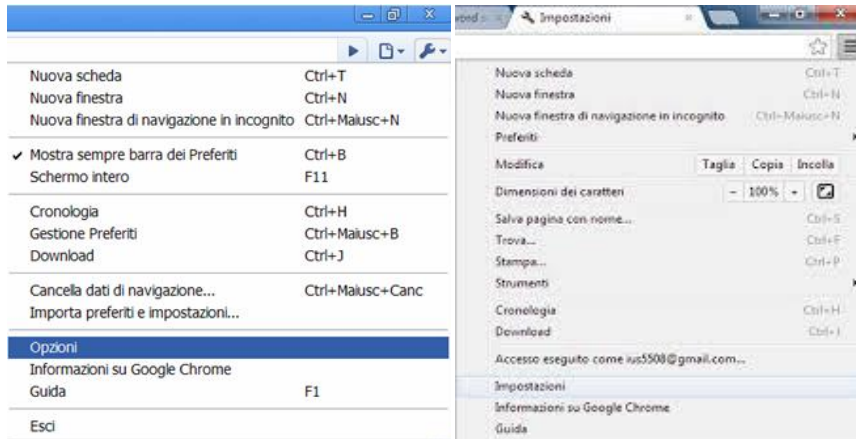 Nuova scheda Ctrl+T
Nuova finestra Ctrl+N
Nuova finestra di navigazione in incognito Ctrl+Maiusc+N
Mostra sempre barra dei Preferiti Ctrl+B
Schermo intero F11
Cronologia Ctrl+H
Gestione Preferiti Ctrl+Maiusc+B
Download Ctrl+J
Cancella dati di navigazione... Ctrl+Maiusc+Canc
Importa preferiti e impostazioni...
Opzioni
Informazioni su Google Chrome
Guida F1
Esci
Impostazioni
Nuova scheda Ctrl+T
Nuova finestra Ctrl+N
Nuova finestra di navigazione in incognito Ctrl+Maiusc+N
Preferiti
Modifica Taglia Copia Incolla
Dimensioni dei caratteri - 100% +
Salva pagina con nome... Ctrl+S
Trova... Ctrl+F
Stampa... Ctrl+P
Strumenti
Cronologia Ctrl+H
Download Ctrl+J
Accesso eseguito come ius5508@gmail.com...
Impostazioni
Informazioni su Google Chrome
Guida